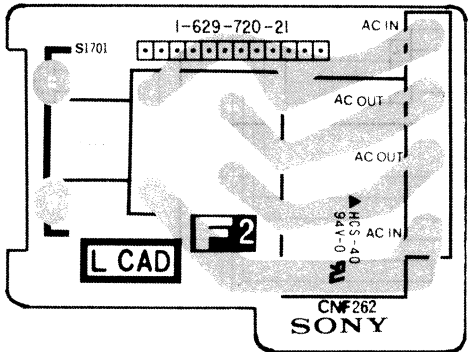 1-629-720-21
AC IN
S1701
AC OUT
AC OUT
▲ HCS-40
94V-0
AC IN
F2
L CAD
CNF262
SONY